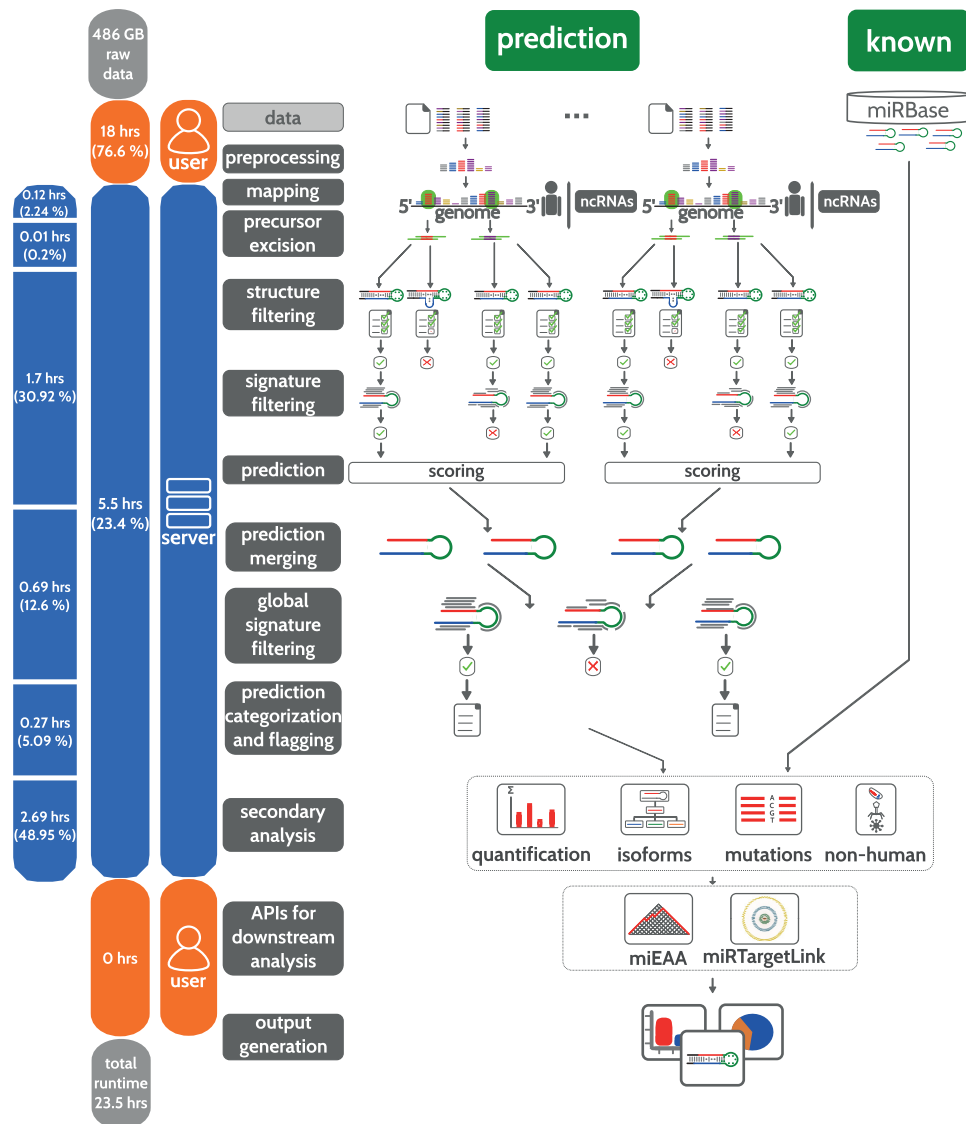 486 GB
raw
data
prediction
known
18 hrs
(76.6 %)
user
data
preprocessing
mapping
precursor
excision
structure
filtering
signature
filtering
prediction
prediction
merging
global
signature
filtering
prediction
categorization
and flagging
secondary
analysis
APIs for
downstream
analysis
output
generation
0.12 hrs
(2.24 %)
0.01 hrs
(0.2%)
1.7 hrs
(30.92 %)
0.69 hrs
(12.6 %)
0.27 hrs
(5.09 %)
2.69 hrs
(48.95 %)
5.5 hrs
(23.4 %)
server
0 hrs
user
total
runtime
23.5 hrs
...
miRBase
5' genome 3'
ncRNAs
5' genome 3'
ncRNAs
scoring
scoring
Σ
A
C
G
T
quantification
isoforms
mutations
non-human
miEAA
miRTargetLink